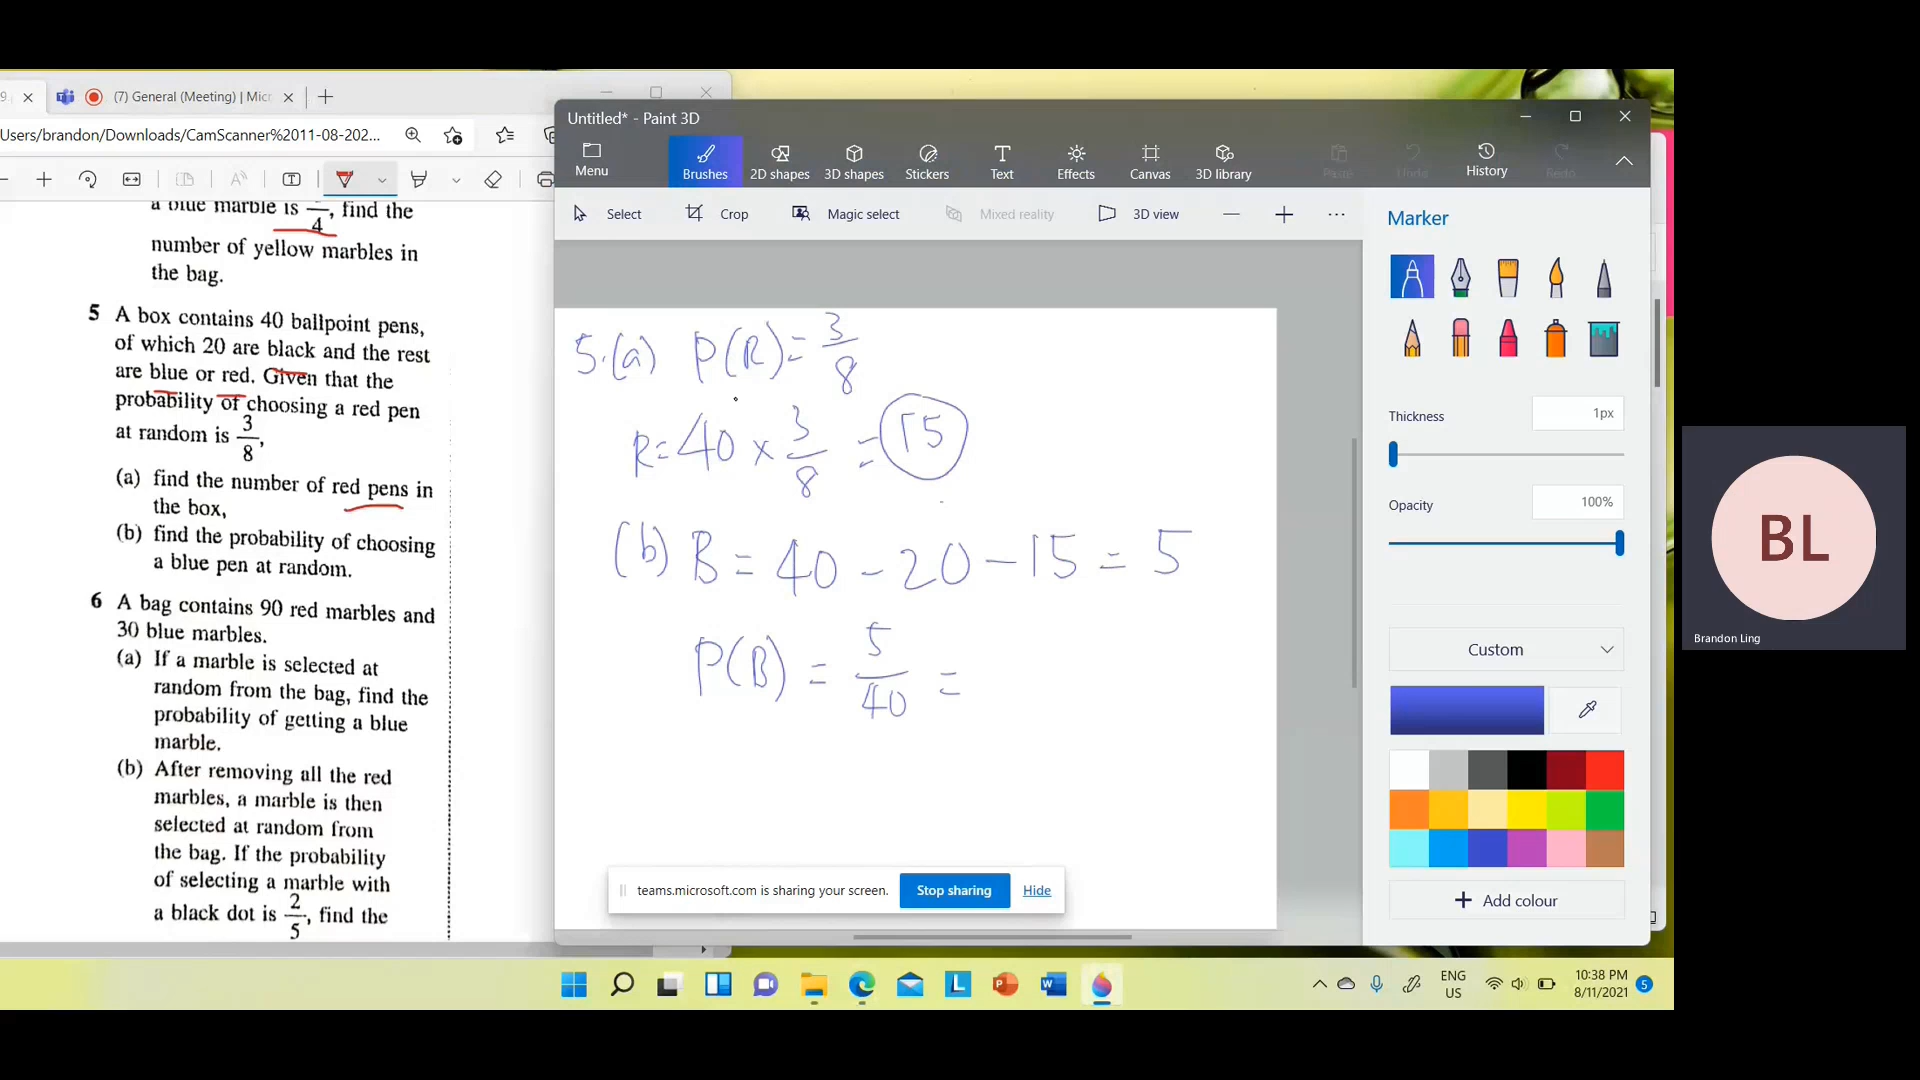 (7) General (Meeting) | Micr
Users/brandon/Downloads/CamScanner%2011-08-202...
a blue marble is /4, find the
number of yellow marbles in
the bag.
5 A box contains 40 ballpoint pens,
of which 20 are black and the rest
are blue or red. Given that the
probability of choosing a red pen
at random is 3/8,
(a) find the number of red pens in
the box,
(b) find the probability of choosing
a blue pen at random.
6 A bag contains 90 red marbles and
30 blue marbles.
(a) If a marble is selected at
random from the bag, find the
probability of getting a blue
marble.
(b) After removing all the red
marbles, a marble is then
selected at random from
the bag. If the probability
of selecting a marble with
a black dot is 2/5, find the
Untitled* - Paint 3D
Menu
Brushes
2D shapes
3D shapes
Stickers
Text
Effects
Canvas
3D library
Paste
Undo
History
Redo
Select
Crop
Magic select
Mixed reality
3D view
5.(a) P(R)= 3/8
R= 40 x 3/8 = 15
(b) B = 40 - 20 - 15 = 5
P(B) = 5/40 =
teams.microsoft.com is sharing your screen.
Stop sharing
Hide
Marker
Thickness
1px
Opacity
100%
Custom
Add colour
ENG
US
10:38 PM
8/11/2021
5
BL
Brandon Ling